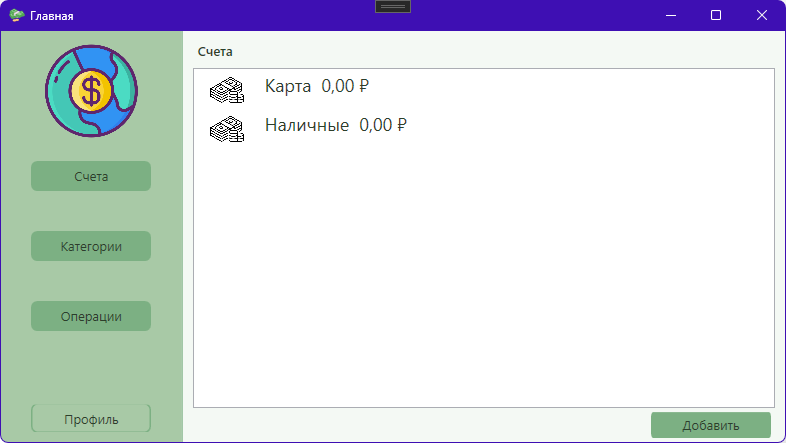 Главная
$
Счета
Категории
Операции
Профиль
Счета
Карта 0,00 ₽
Наличные 0,00 ₽
Добавить